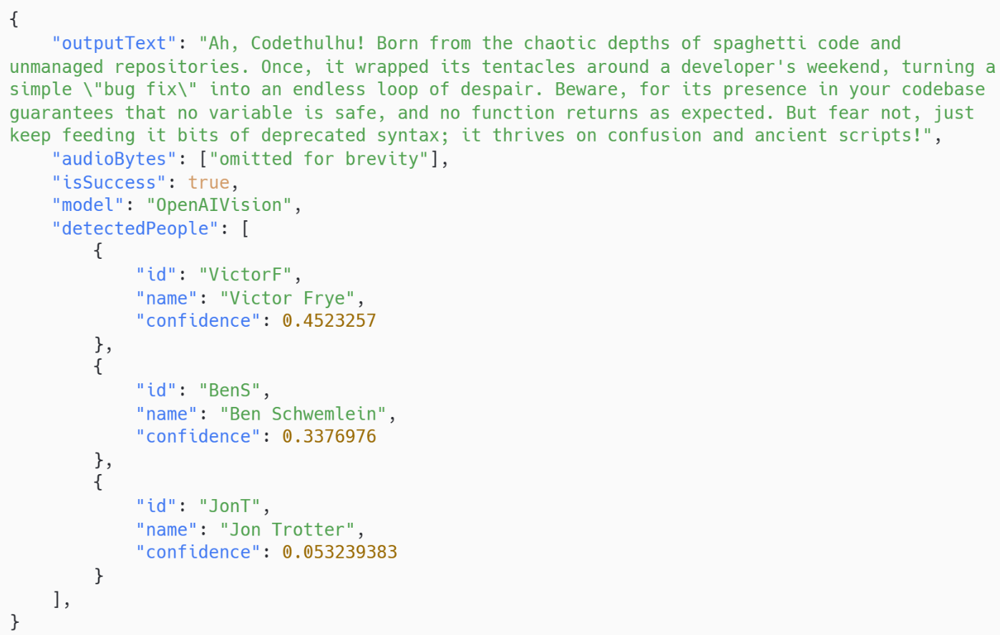 {
    "outputText": "Ah, Codethulhu! Born from the chaotic depths of spaghetti code and
unmanaged repositories. Once, it wrapped its tentacles around a developer's weekend, turning a
simple \"bug fix\" into an endless loop of despair. Beware, for its presence in your codebase
guarantees that no variable is safe, and no function returns as expected. But fear not, just
keep feeding it bits of deprecated syntax; it thrives on confusion and ancient scripts!",
    "audioBytes": ["omitted for brevity"],
    "isSuccess": true,
    "model": "OpenAIVision",
    "detectedPeople": [
        {
            "id": "VictorF",
            "name": "Victor Frye",
            "confidence": 0.4523257
        },
        {
            "id": "BenS",
            "name": "Ben Schwemlein",
            "confidence": 0.3376976
        },
        {
            "id": "JonT",
            "name": "Jon Trotter",
            "confidence": 0.053239383
        }
    ],
}